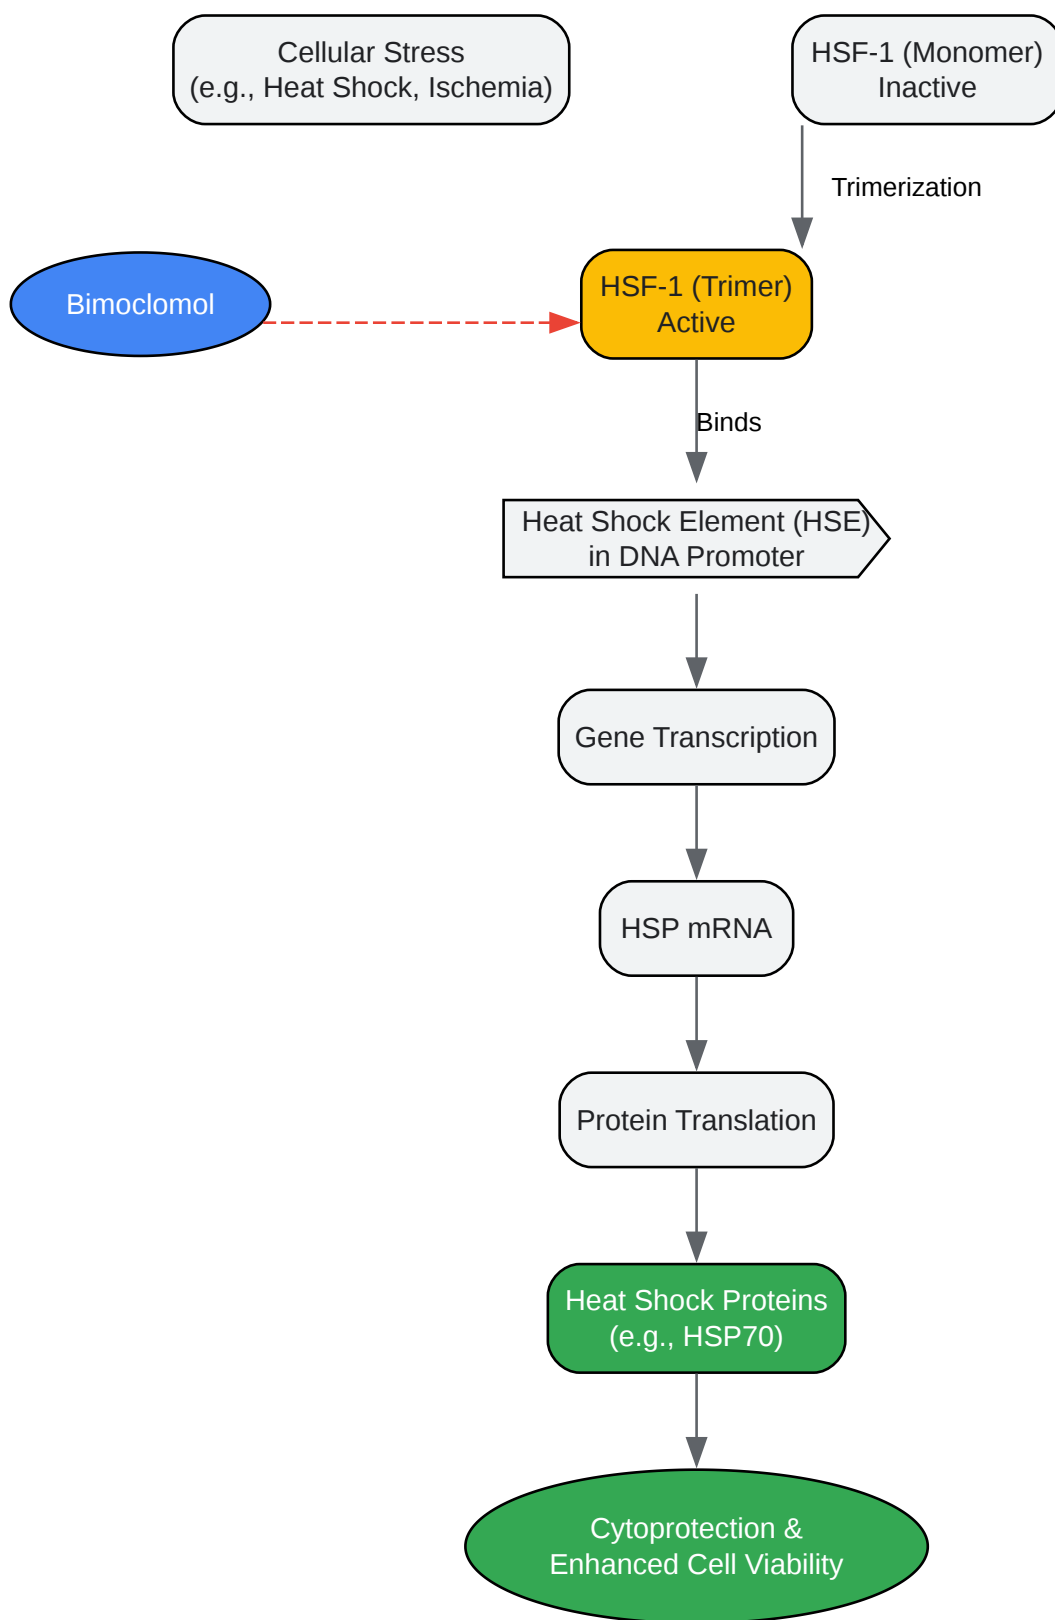 Cellular Stress
(e.g., Heat Shock, Ischemia)
HSF-1 (Monomer)
Inactive
Trimerization
Bimoclomol
HSF-1 (Trimer)
Active
Binds
Heat Shock Element (HSE)
in DNA Promoter
Gene Transcription
HSP mRNA
Protein Translation
Heat Shock Proteins
(e.g., HSP70)
Cytoprotection &
Enhanced Cell Viability